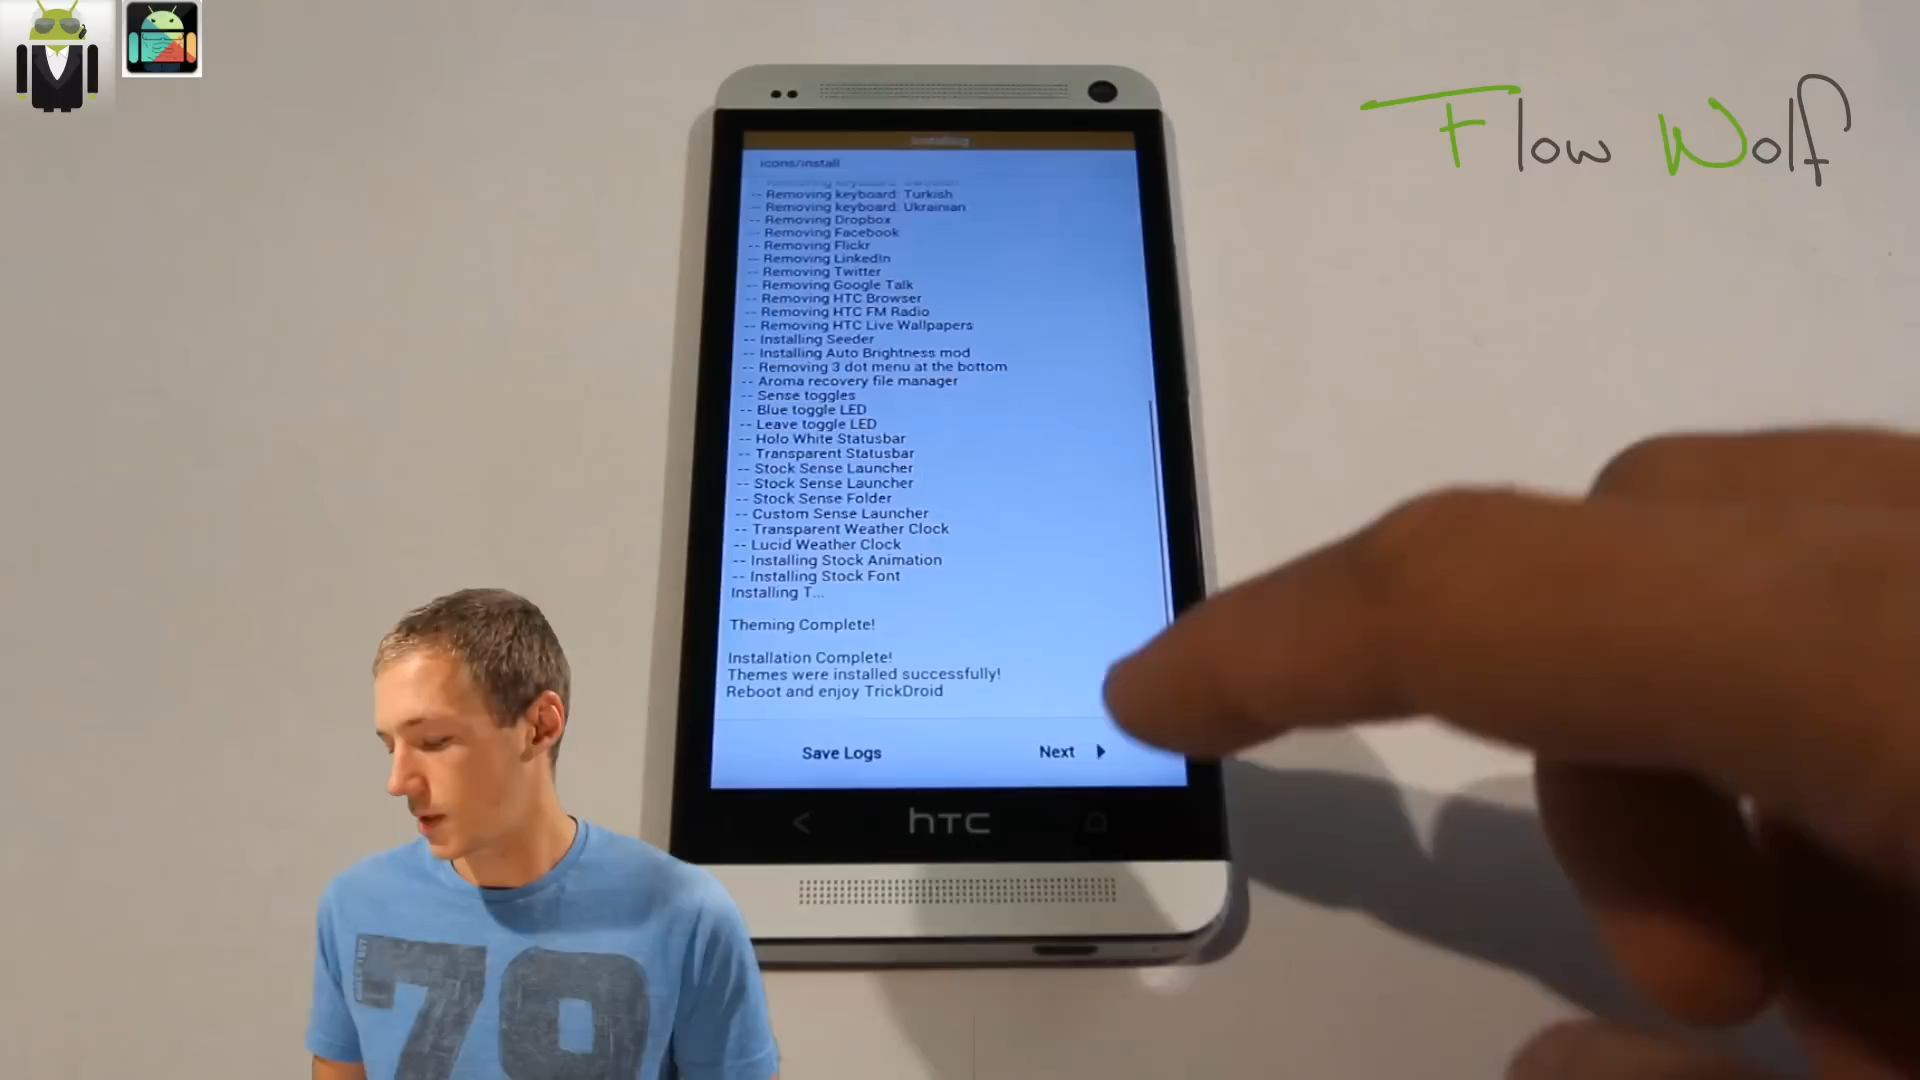 Flow Wolf
Installing
icons/install
-- Removing keyboard: Turkish
-- Removing keyboard: Ukrainian
-- Removing Dropbox
-- Removing Facebook
-- Removing Flickr
-- Removing LinkedIn
-- Removing Twitter
-- Removing Google Talk
-- Removing HTC Browser
-- Removing HTC FM Radio
-- Removing HTC Live Wallpapers
-- Installing Seeder
-- Installing Auto Brightness mod
-- Removing 3 dot menu at the bottom
-- Aroma recovery file manager
-- Sense toggles
-- Blue toggle LED
-- Leave toggle LED
-- Holo White Statusbar
-- Transparent Statusbar
-- Stock Sense Launcher
-- Stock Sense Launcher
-- Stock Sense Folder
-- Custom Sense Launcher
-- Transparent Weather Clock
-- Lucid Weather Clock
-- Installing Stock Animation
-- Installing Stock Font
Installing T...
Theming Complete!
Installation Complete!
Themes were installed successfully!
Reboot and enjoy TrickDroid
Save Logs
Next
hTC
79